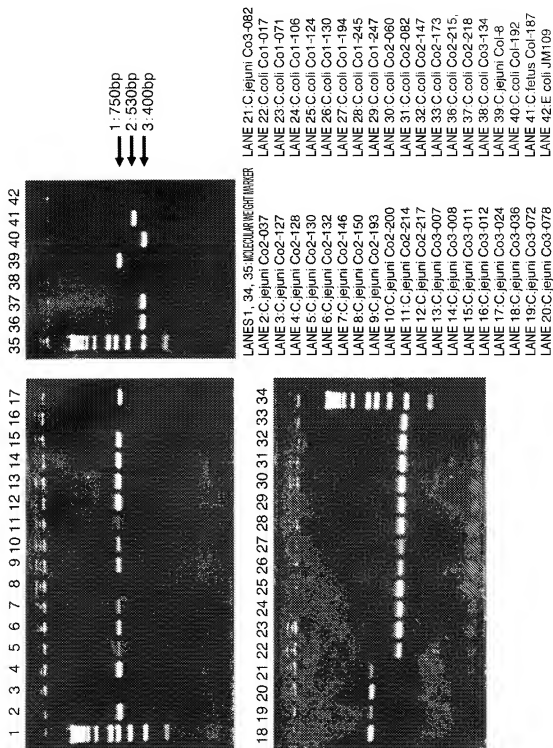 1 2 3 4 5 6 7 8 9 10 11 12 13 14 15 16 17
35 36 37 38 39 40 41 42
1:750bp
2:530bp
3:400bp
18 19 20 21 22 23 24 25 26 27 28 29 30 31 32 33 34
LANES 1, 34, 35:MOLECULAR WEIGHT MARKER
LANE 2:C.jejuni Co2-037
LANE 3:C.jejuni Co2-127
LANE 4:C.jejuni Co2-128
LANE 5:C.jejuni Co2-130
LANE 6:C.jejuni Co2-132
LANE 7:C.jejuni Co2-146
LANE 8:C.jejuni Co2-150
LANE 9:C.jejuni Co2-193
LANE 10:C.jejuni Co2-200
LANE 11:C.jejuni Co2-214
LANE 12:C.jejuni Co2-217
LANE 13:C.jejuni Co3-007
LANE 14:C.jejuni Co3-008
LANE 15:C.jejuni Co3-011
LANE 16:C.jejuni Co3-012
LANE 17:C.jejuni Co3-024
LANE 18:C.jejuni Co3-036
LANE 19:C.jejuni Co3-072
LANE 20:C.jejuni Co3-078
LANE 21:C.jejuni Co3-082
LANE 22:C.coli Co1-017
LANE 23:C.coli Co1-071
LANE 24:C.coli Co1-106
LANE 25:C.coli Co1-124
LANE 26:C.coli Co1-130
LANE 27:C.coli Co1-194
LANE 28:C.coli Co1-245
LANE 29:C.coli Co1-247
LANE 30:C.coli Co2-060
LANE 31:C.coli Co2-082
LANE 32:C.coli Co2-147
LANE 33:C.coli Co2-173
LANE 36:C.coli Co2-215,
LANE 37:C.coli Co2-218
LANE 38:C.coli Co3-134
LANE 39:C.jejuni Col-8
LANE 40:C.coli Col-192
LANE 41:C.fetus Col-187
LANE 42:E coli JM109